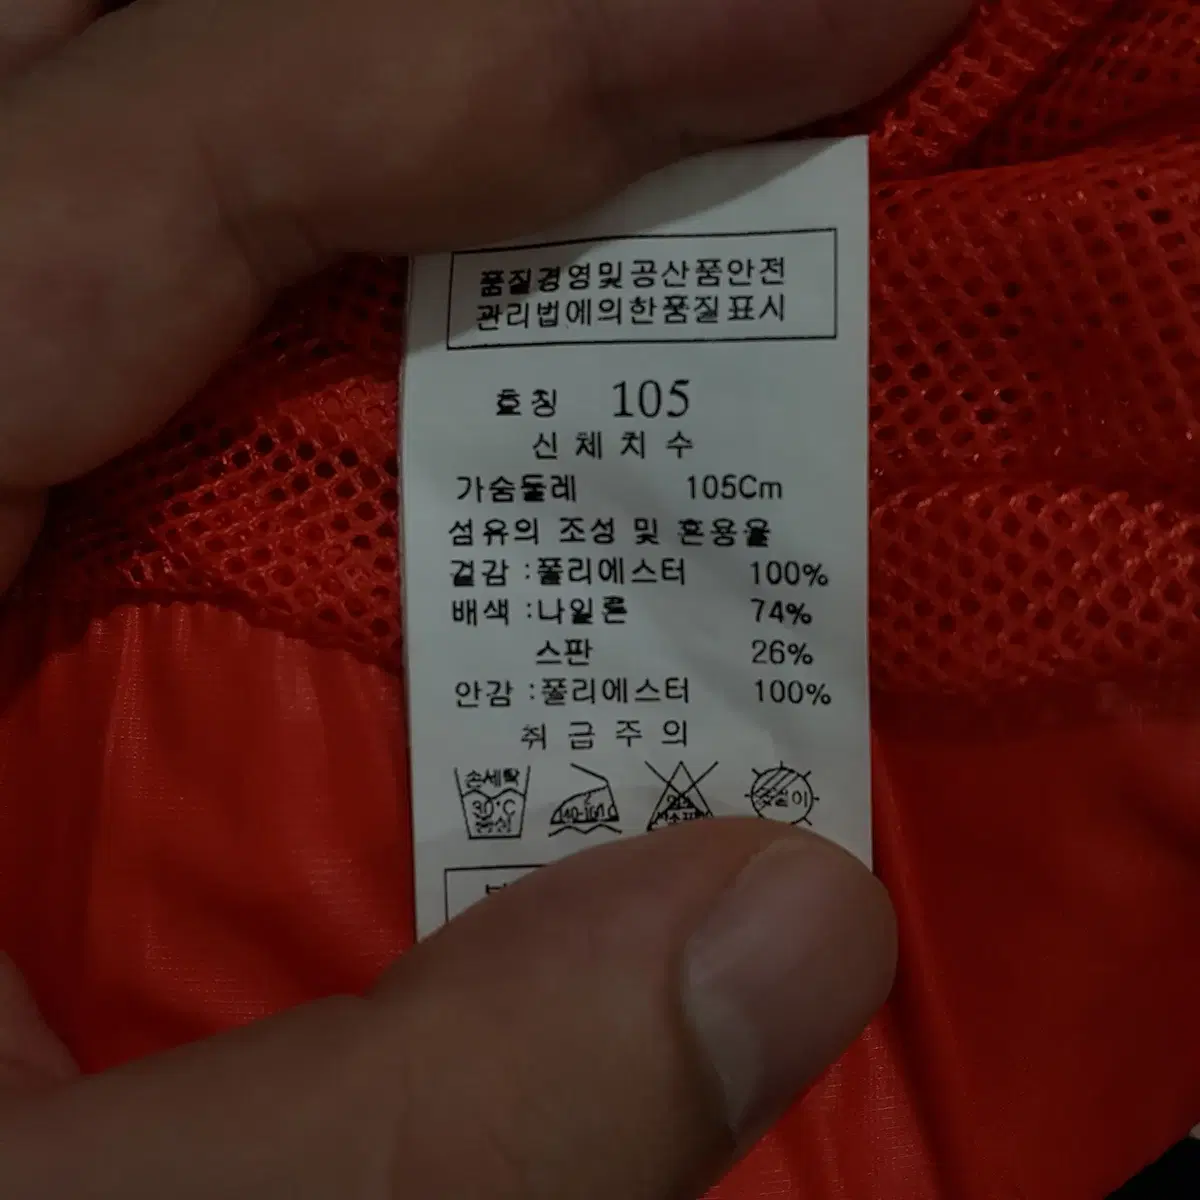 품질경영및공산품안전
관리법에의한품질표시
호칭 105
신체치수
가슴둘레 105Cm
섬유의 조성 및 혼용율
겉감 :폴리에스터 100%
배색 :나일론 74%
스판 26%
안감 :폴리에스터 100%
취급주의
손세탁
30°C
중성